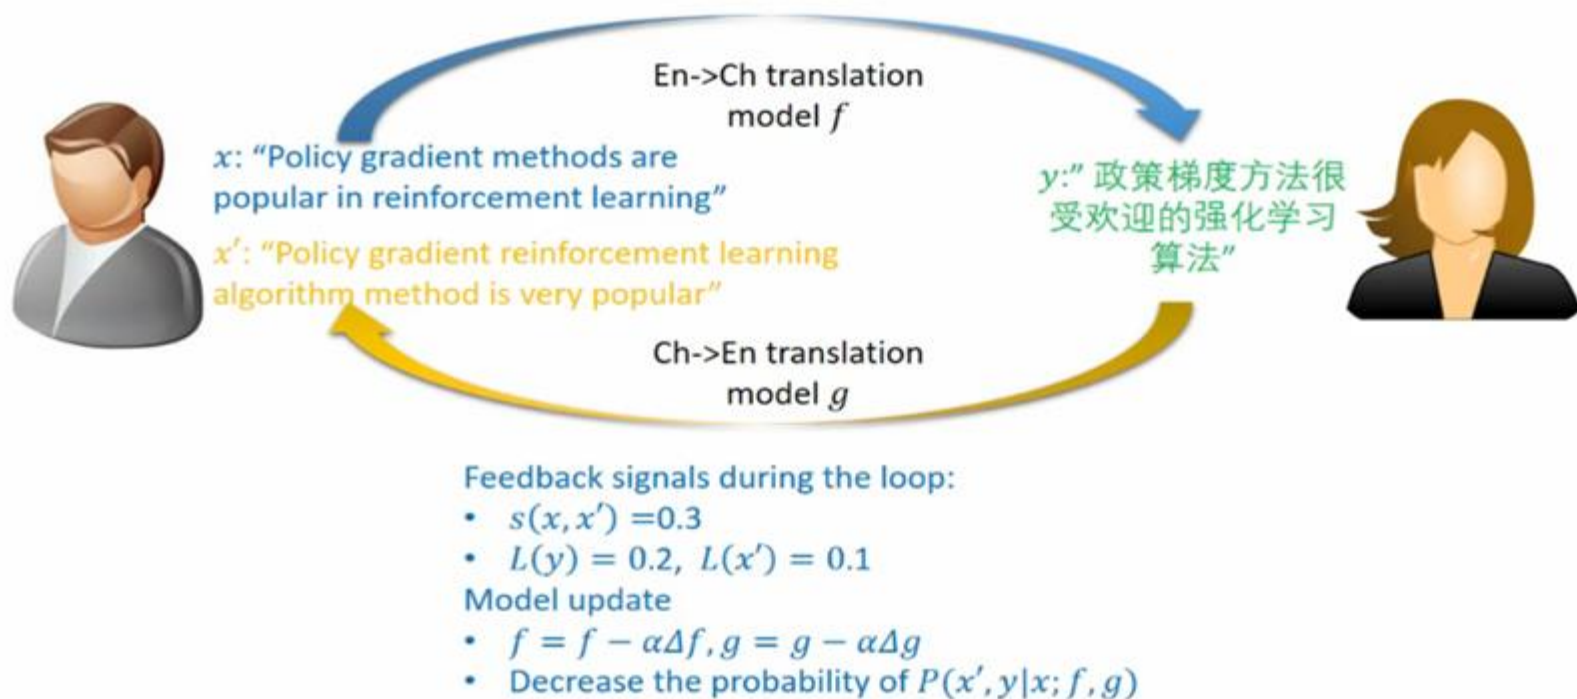 En->Ch translation
model f
x: “Policy gradient methods are
popular in reinforcement learning”
y:” 政策梯度方法很
受欢迎的强化学习
算法”
x′: “Policy gradient reinforcement learning
algorithm method is very popular”
Ch->En translation
model g
Feedback signals during the loop:
• s(x, x′) =0.3
• L(y) = 0.2, L(x′) = 0.1
Model update
• f = f − αΔf, g = g − αΔg
• Decrease the probability of P(x′, y|x; f, g)